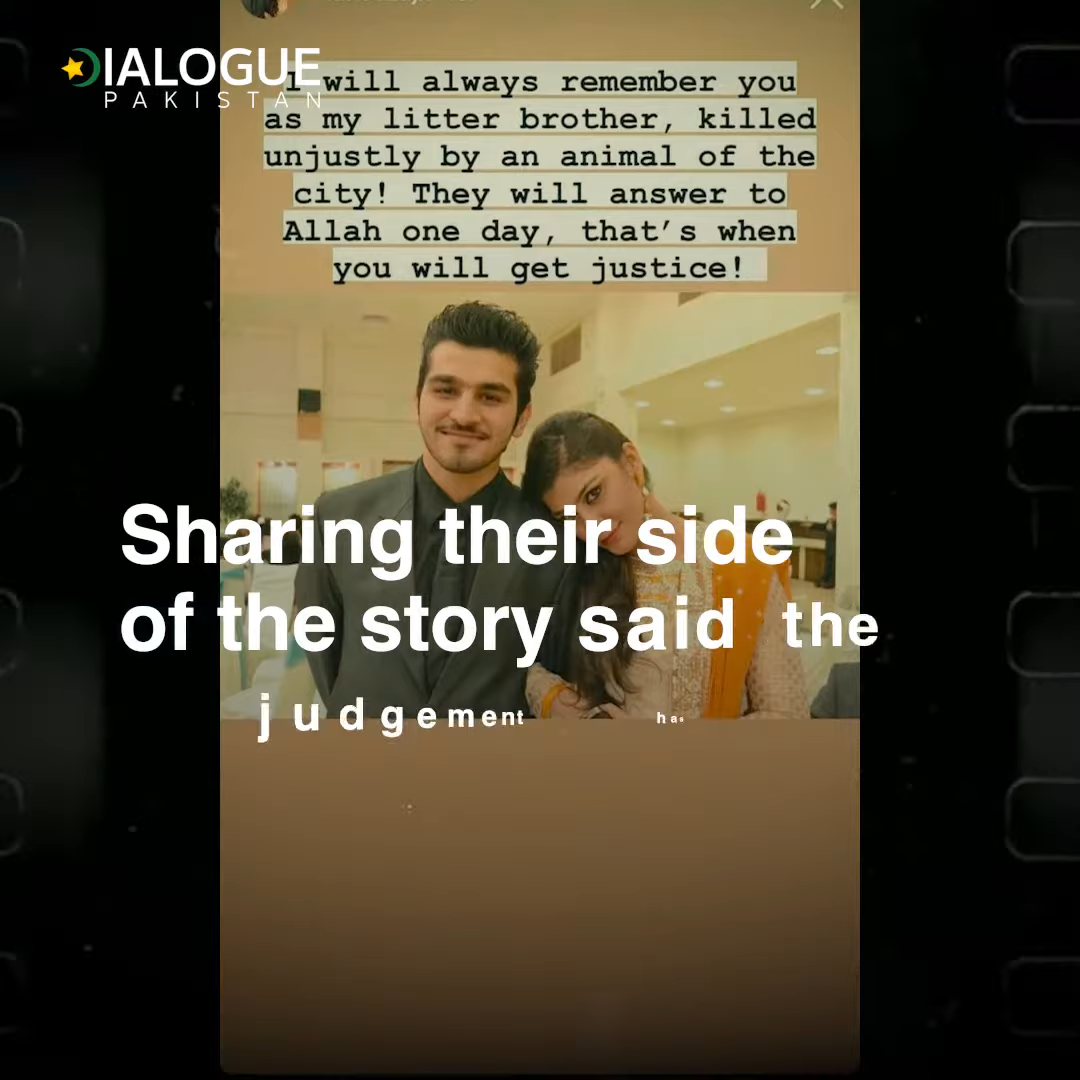 DIALOGUE
PAKISTAN
I will always remember you
as my litter brother, killed
unjustly by an animal of the
city! They will answer to
Allah one day, that’s when
you will get justice!
Sharing their side
of the story said the
judgement